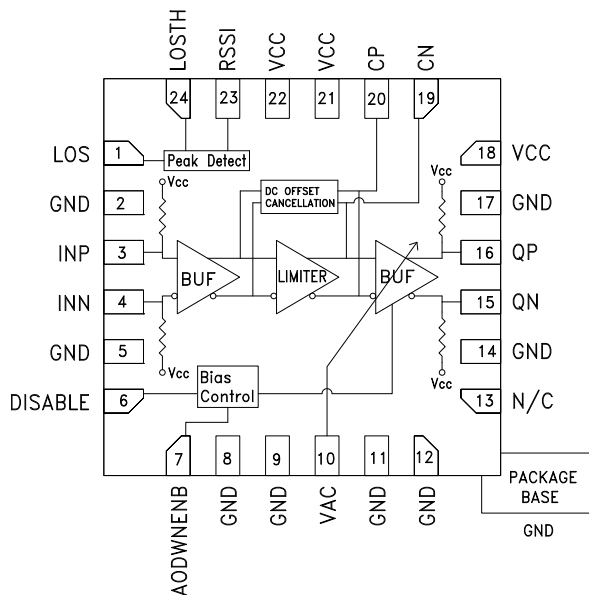 LOSTH
RSSI
VCC
VCC
CP
CN
24
23
22
21
20
19
LOS
1
Peak Detect
18
VCC
Vcc
DC OFFSET
CANCELLATION
Vcc
GND
2
17
GND
INP
3
16
QP
BUF
LIMITER
BUF
INN
4
15
QN
GND
5
14
GND
Vcc
Vcc
Bias
Control
DISABLE
6
13
N/C
7
8
9
10
11
12
AODWNENB
GND
GND
VAC
GND
GND
PACKAGE
BASE
GND